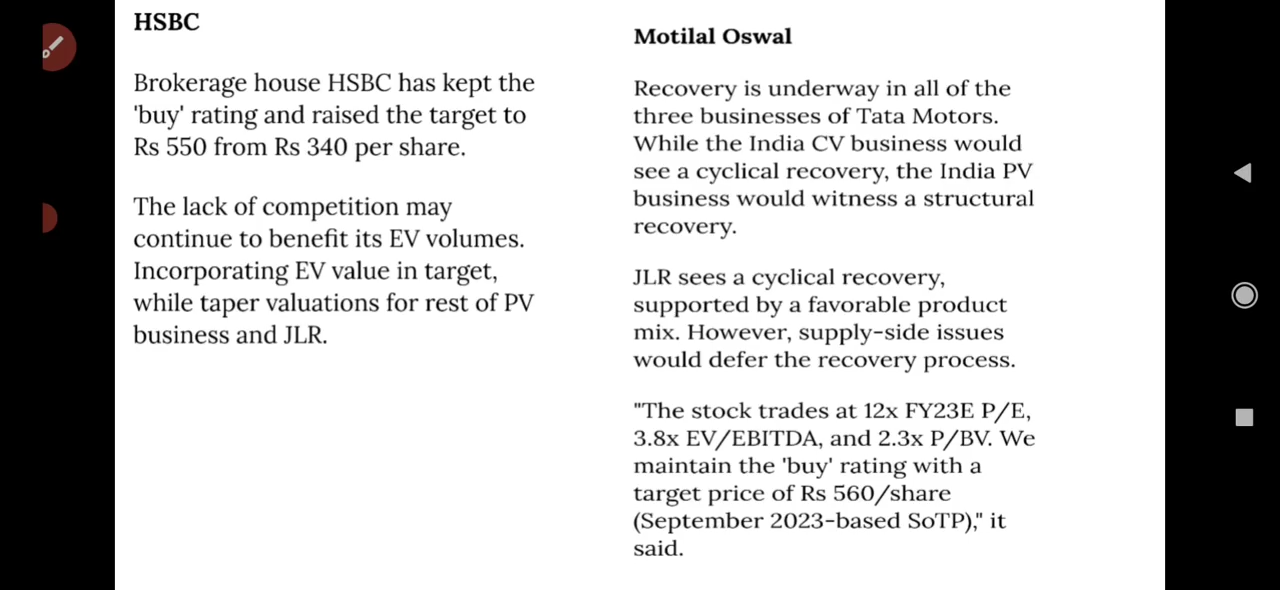 HSBC
Brokerage house HSBC has kept the
'buy' rating and raised the target to
Rs 550 from Rs 340 per share.
The lack of competition may
continue to benefit its EV volumes.
Incorporating EV value in target,
while taper valuations for rest of PV
business and JLR.
Motilal Oswal
Recovery is underway in all of the
three businesses of Tata Motors.
While the India CV business would
see a cyclical recovery, the India PV
business would witness a structural
recovery.
JLR sees a cyclical recovery,
supported by a favorable product
mix. However, supply-side issues
would defer the recovery process.
"The stock trades at 12x FY23E P/E,
3.8x EV/EBITDA, and 2.3x P/BV. We
maintain the 'buy' rating with a
target price of Rs 560/share
(September 2023-based SoTP)," it
said.